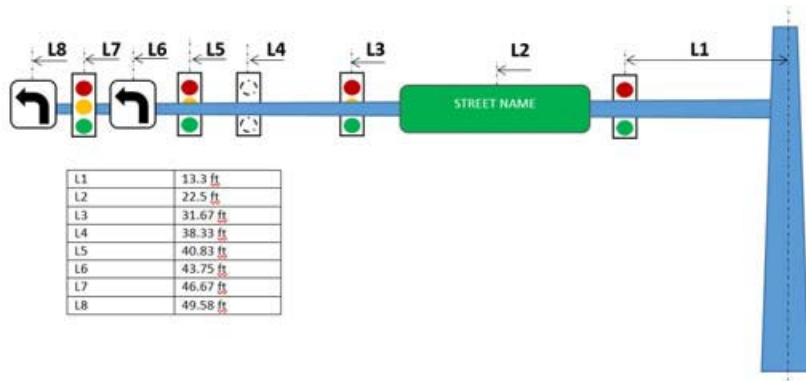 L8 L7 L6 L5 L4 L3 L2 L1
STREET NAME
L1 13.3 ft
L2 22.5 ft
L3 31.67 ft
L4 38.33 ft
L5 40.83 ft
L6 43.75 ft
L7 46.67 ft
L8 49.58 ft